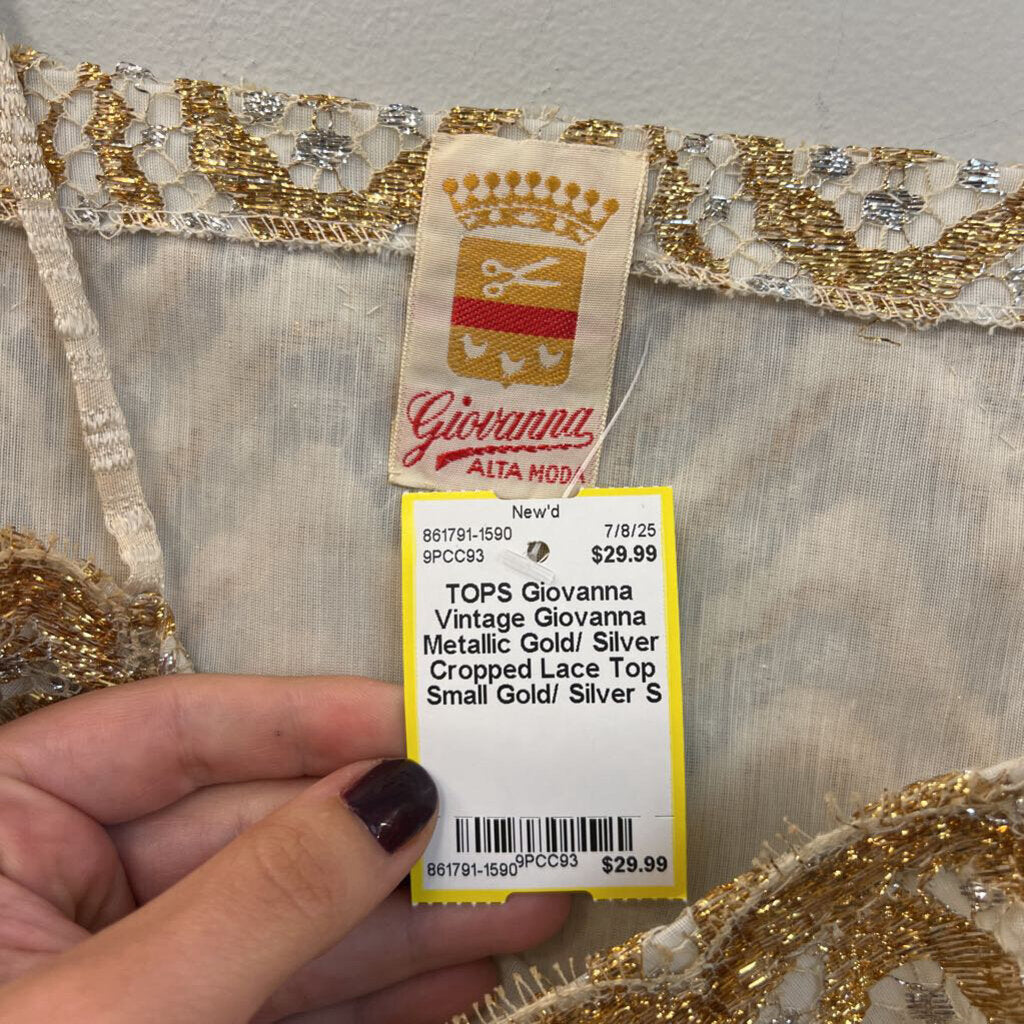 Giovanna
ALTA MODA
New'd
861791-1590 7/8/25
9PCC93 $29.99
TOPS Giovanna
Vintage Giovanna
Metallic Gold/ Silver
Cropped Lace Top
Small Gold/ Silver S
861791-1590 9PCC93 $29.99